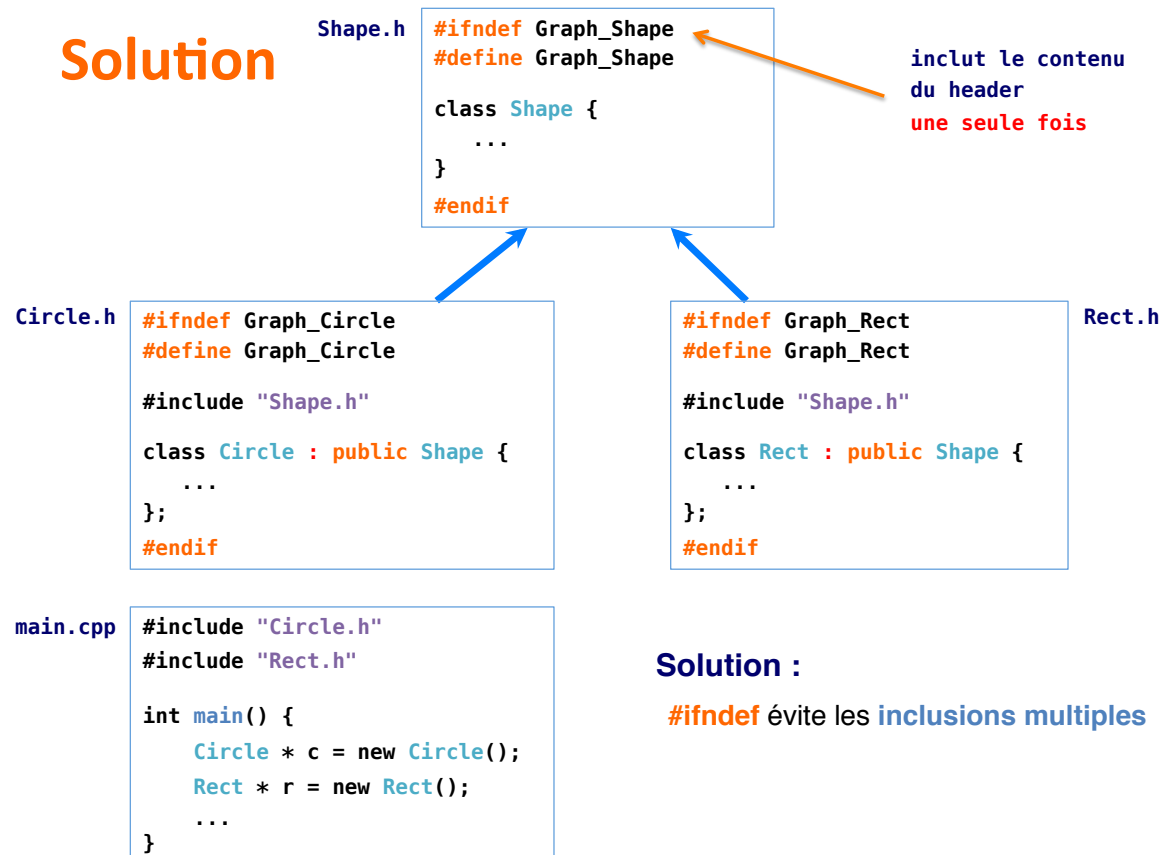 Solution
Shape.h
#ifndef Graph_Shape
#define Graph_Shape
class Shape {
...
}
#endif
inclut le contenu
du header
une seule fois
Circle.h
#ifndef Graph_Circle
#define Graph_Circle
#include "Shape.h"
class Circle : public Shape {
...
};
#endif
Rect.h
#ifndef Graph_Rect
#define Graph_Rect
#include "Shape.h"
class Rect : public Shape {
...
};
#endif
main.cpp
#include "Circle.h"
#include "Rect.h"
int main() {
Circle * c = new Circle();
Rect * r = new Rect();
...
}
Solution :
#ifndef évite les inclusions multiples